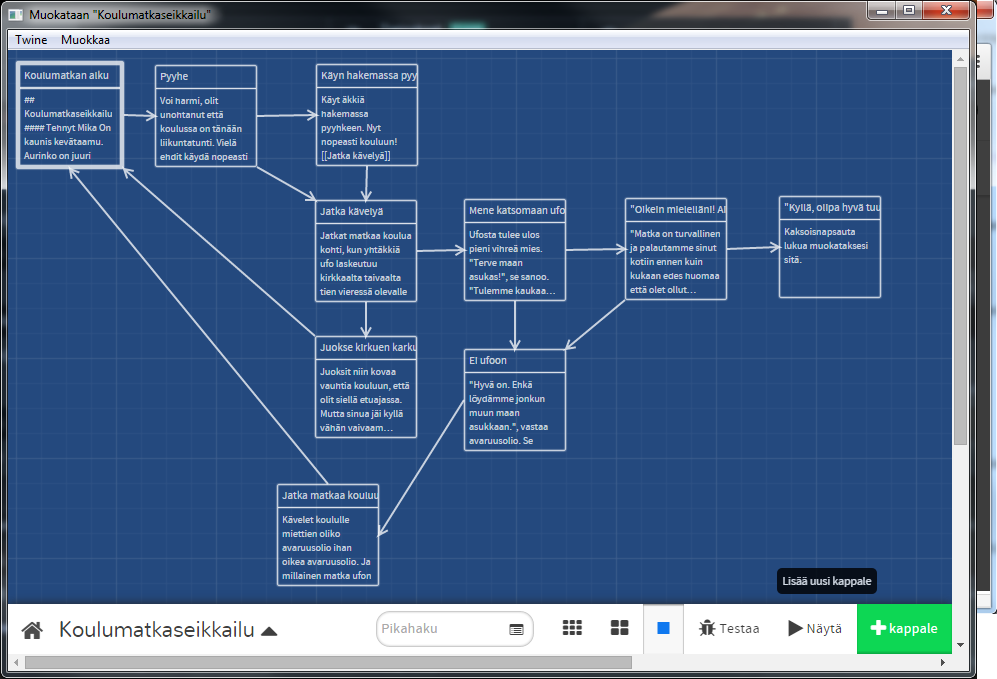 Muokataan "Koulumatkaseikkailu"
Twine Muokkaa
Koulumatkan alku
##
Koulumatkaseikkailu
#### Tehnyt Mika On
kaunis kevätaamu.
Aurinko on juuri
Pyyhe
Voi harmi, olit
unohtanut että
koulussa on tänään
liikuntatunti. Vielä
ehdit käydä nopeasti
Käyn hakemassa pyy
Käyt äkkiä
hakemassa
pyyhkeen. Nyt
nopeasti kouluun!
[[Jatka kävelyä]]
Jatka kävelyä
Jatkat matkaa koulua
kohti, kun yhtäkkiä
ufo laskeutuu
kirkkaalta taivaalta
tien vieressä olevalle
Mene katsomaan ufo
Ufosta tulee ulos
pieni vihreä mies.
"Terve maan
asukas!", se sanoo.
"Tulemme kaukaa…
"Oikein mielelläni! Al
"Matka on turvallinen
ja palautamme sinut
kotiin ennen kuin
kukaan edes huomaa
että olet ollut…
"Kyllä, olipa hyvä tuu
Kaksoisnapsauta
lukua muokataksesi
sitä.
Juokse kirkuen karku
Juoksit niin kovaa
vauhtia kouluun, että
olit siellä etuajassa.
Mutta sinua jäi kyllä
vähän vaivaam…
Ei ufoon
"Hyvä on. Ehkä
löydämme jonkun
muun maan
asukkaan.", vastaa
avaruusolio. Se
Jatka matkaa kouluu
Kävelet koululle
miettien oliko
avaruusolio ihan
oikea avaruusolio. Ja
millainen matka ufon
Lisää uusi kappale
Koulumatkaseikkailu
Pikahaku
Testaa
Näytä
kappale